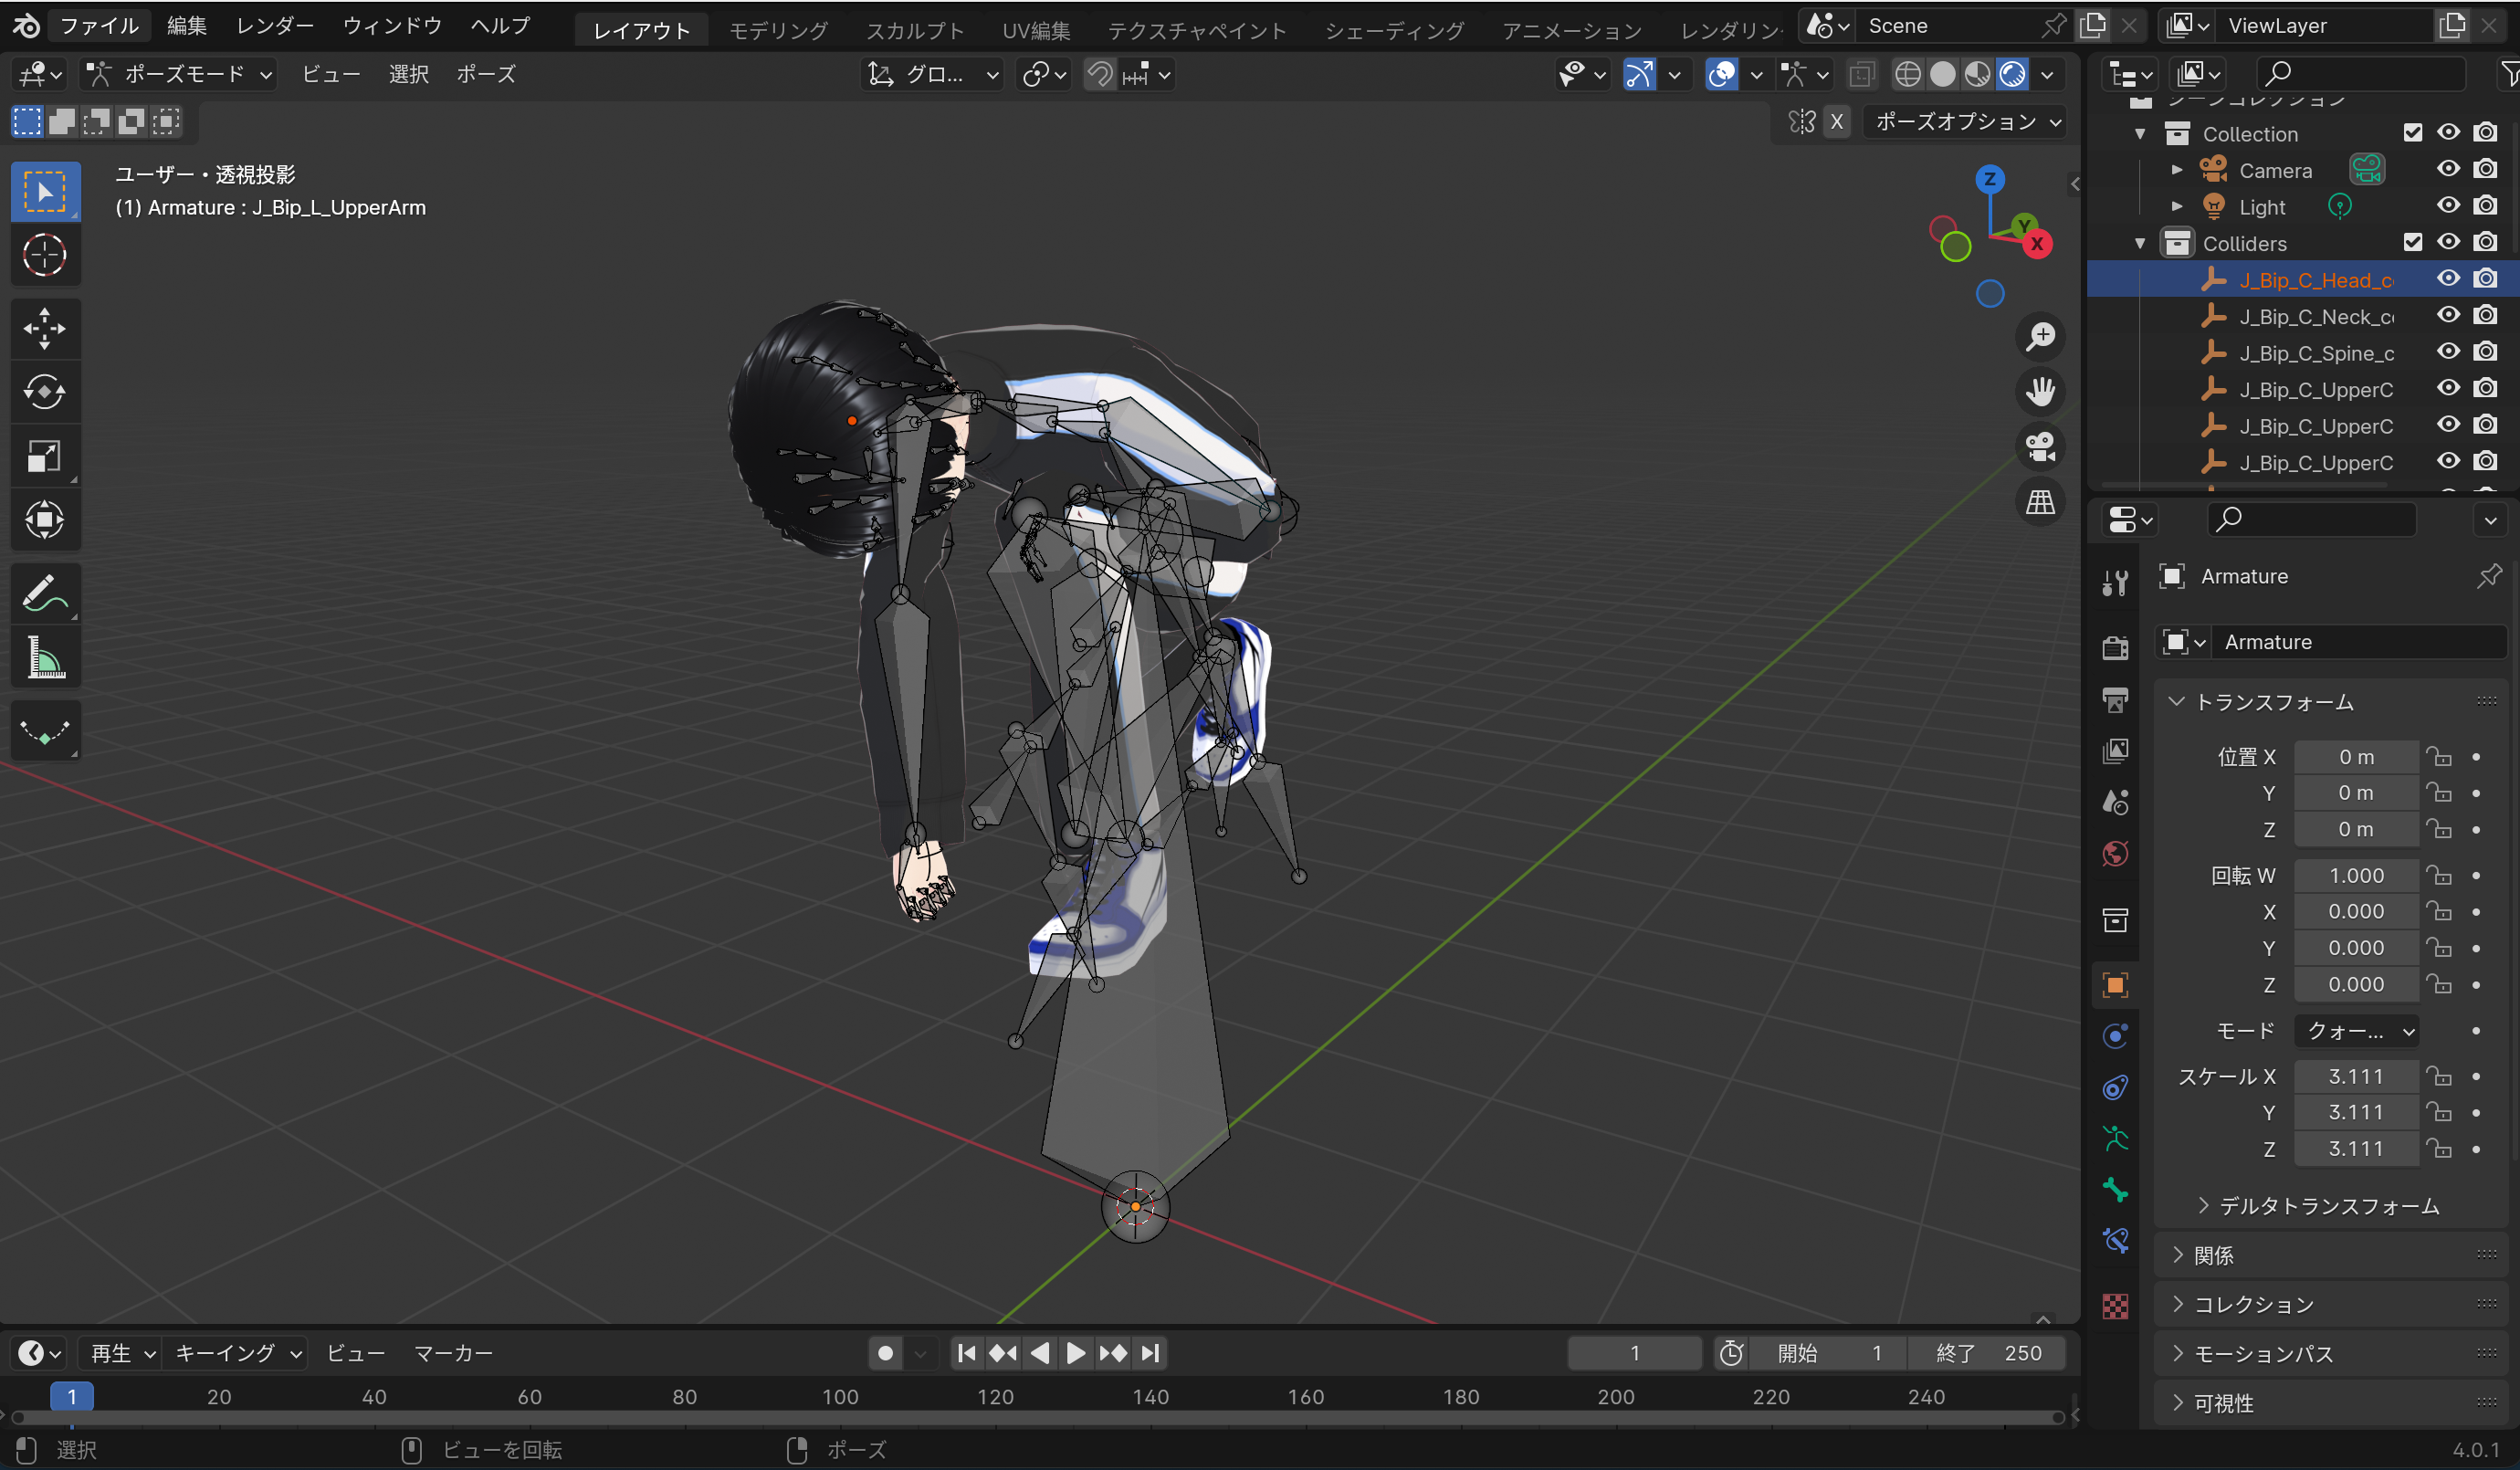 ファイル 編集 レンダー ウィンドウ ヘルプ レイアウト モデリング スカルプト UV編集 テクスチャペイント シェーディング アニメーション レンダリン Scene ViewLayer
ポーズモード ビュー 選択 ポーズ グロ...
X ポーズオプション
ユーザー・透視投影
(1) Armature : J_Bip_L_UpperArm
Z
Y
X
シーンコレクション
Collection
Camera
Light
Colliders
J_Bip_C_Head_c
J_Bip_C_Neck_c
J_Bip_C_Spine_c
J_Bip_C_UpperC
J_Bip_C_UpperC
J_Bip_C_UpperC
Armature
Armature
トランスフォーム
位置 X 0 m
Y 0 m
Z 0 m
回転 W 1.000
X 0.000
Y 0.000
Z 0.000
モード クォー...
スケール X 3.111
Y 3.111
Z 3.111
デルタトランスフォーム
関係
コレクション
モーションパス
可視性
再生 キーイング ビュー マーカー 1 開始 1 終了 250
1 20 40 60 80 100 120 140 160 180 200 220 240
選択 ビューを回転 ポーズ 4.0.1